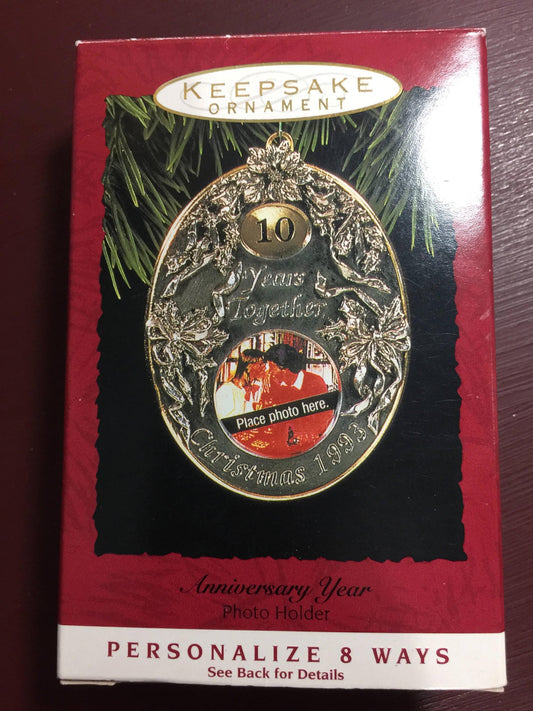 KEEPSAKE
ORNAMENT
10
Years
Together
Place photo here.
Christmas 1993
Anniversary Year
Photo Holder
PERSONALIZE 8 WAYS
See Back for Details